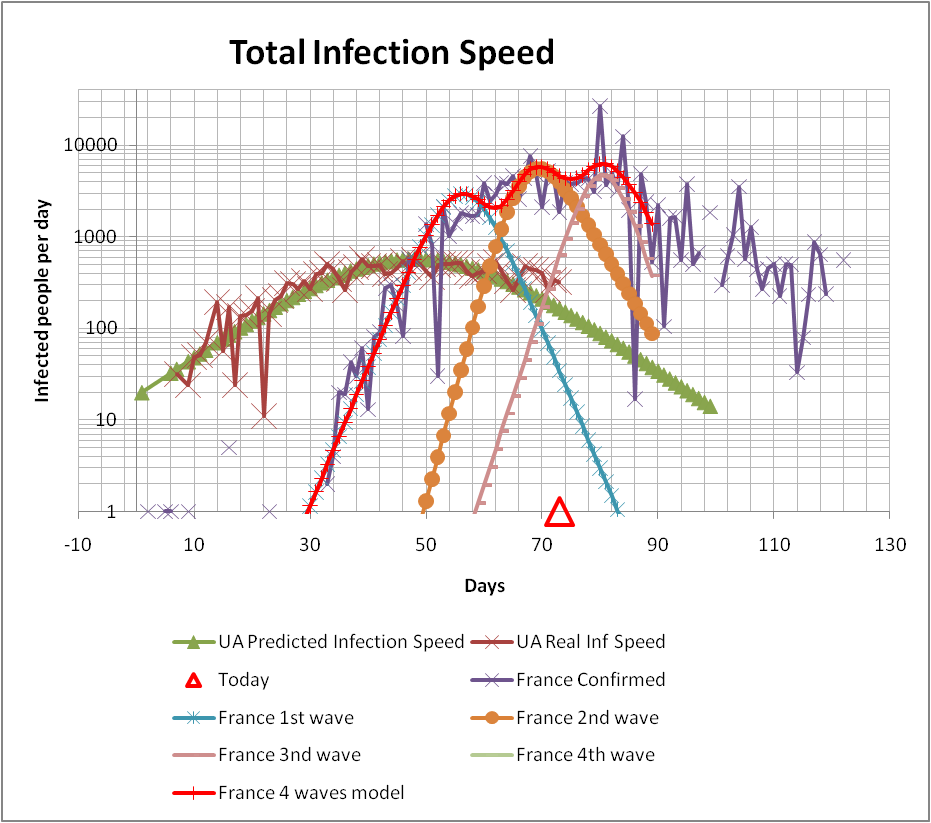 Total Infection Speed
10000
1000
100
10
1
Infected people per day
-10 10 30 50 70 90 110 130
Days
UA Predicted Infection Speed UA Real Inf Speed
Today France Confirmed
France 1st wave France 2nd wave
France 3nd wave France 4th wave
France 4 waves model